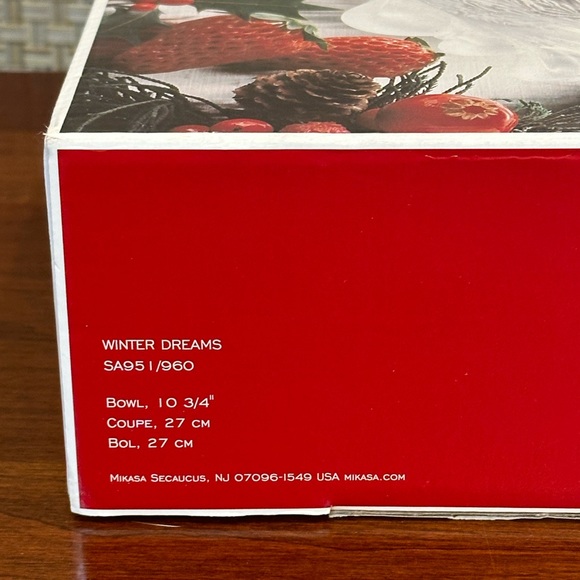 WINTER DREAMS
SA951/960
BOWL, 10 3/4"
COUPE, 27 CM
BOL, 27 CM
MIKASA SECAUCUS, NJ 07096-1549 USA MIKASA.COM